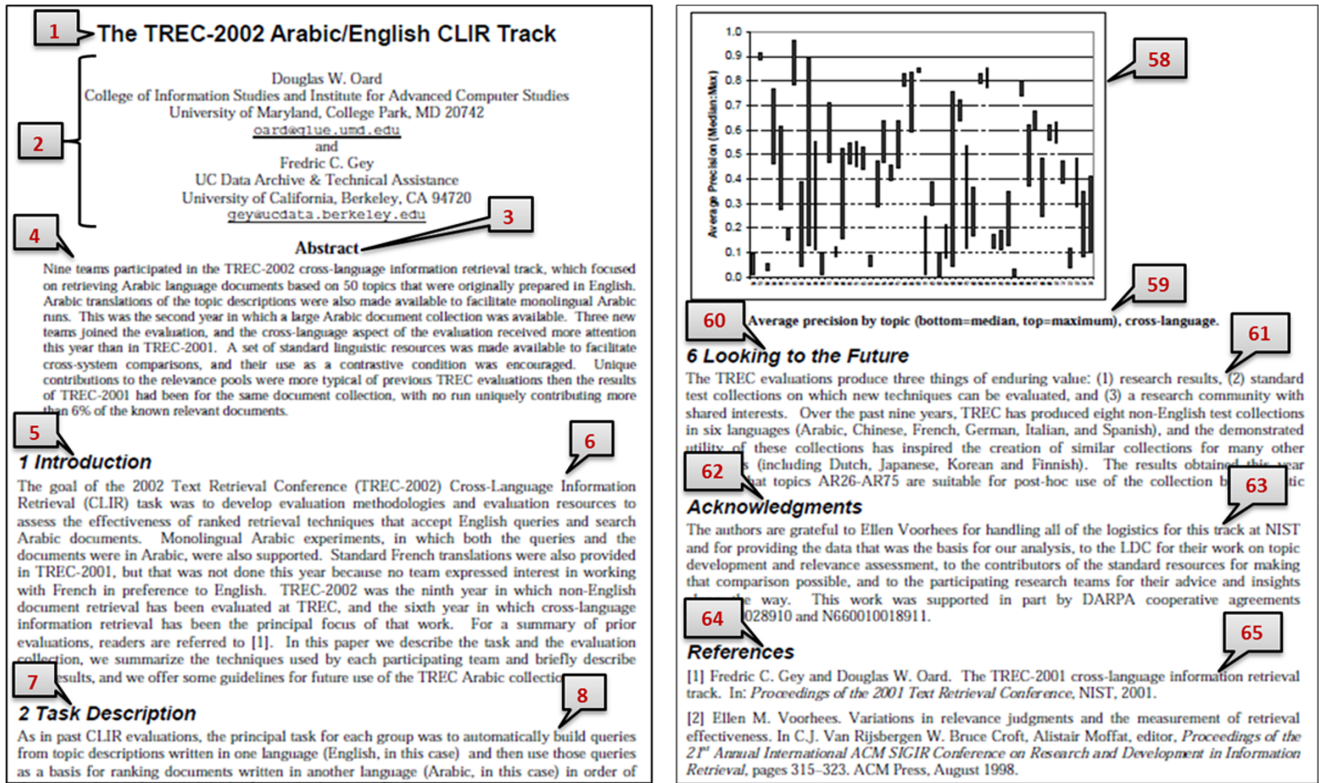 1
The TREC-2002 Arabic/English CLIR Track
2
Douglas W. Oard
College of Information Studies and Institute for Advanced Computer Studies
University of Maryland, College Park, MD 20742
oard@glue.umd.edu
and
Fredric C. Gey
UC Data Archive & Technical Assistance
University of California, Berkeley, CA 94720
gey@ucdata.berkeley.edu
3
4
Abstract
Nine teams participated in the TREC-2002 cross-language information retrieval track, which focused
on retrieving Arabic language documents based on 50 topics that were originally prepared in English.
Arabic translations of the topic descriptions were also made available to facilitate monolingual Arabic
runs. This was the second year in which a large Arabic document collection was available. Three new
teams joined the evaluation, and the cross-language aspect of the evaluation received more attention
this year than in TREC-2001. A set of standard linguistic resources was made available to facilitate
cross-system comparisons, and their use as a contrastive condition was encouraged. Unique
contributions to the relevance pools were more typical of previous TREC evaluations then the results
of TREC-2001 had been for the same document collection, with no run uniquely contributing more
than 6% of the known relevant documents.
5
6
1 Introduction
The goal of the 2002 Text Retrieval Conference (TREC-2002) Cross-Language Information
Retrieval (CLIR) task was to develop evaluation methodologies and evaluation resources to
assess the effectiveness of ranked retrieval techniques that accept English queries and search
Arabic documents. Monolingual Arabic experiments, in which both the queries and the
documents were in Arabic, were also supported. Standard French translations were also provided
in TREC-2001, but that was not done this year because no team expressed interest in working
with French in preference to English. TREC-2002 was the ninth year in which non-English
document retrieval has been evaluated at TREC, and the sixth year in which cross-language
information retrieval has been the principal focus of that work. For a summary of prior
evaluations, readers are referred to [1]. In this paper we describe the task and the evaluation
collection, we summarize the techniques used by each participating team and briefly describe
results, and we offer some guidelines for future use of the TREC Arabic
7
8
2 Task Description
As in past CLIR evaluations, the principal task for each group was to automatically build queries
from topic descriptions written in one language (English, in this case) and then use those queries
as a basis for ranking documents written in another language (Arabic, in this case) in order of
58
Average Precision (Median:Max)
1.0
0.9
0.8
0.7
0.6
0.5
0.4
0.3
0.2
0.1
0.0
59
60
Average precision by topic (bottom=median, top=maximum), cross-language.
61
6 Looking to the Future
The TREC evaluations produce three things of enduring value: (1) research results, (2) standard
test collections on which new techniques can be evaluated, and (3) a research community with
shared interests. Over the past nine years, TREC has produced eight non-English test collections
in six languages (Arabic, Chinese, French, German, Italian, and Spanish), and the demonstrated
utility of these collections has inspired the creation of similar collections for many other
(including Dutch, Japanese, Korean and Finnish). The results obtained this year
that topics AR26-AR75 are suitable for post-hoc use of the collection
62
63
Acknowledgments
The authors are grateful to Ellen Voorhees for handling all of the logistics for this track at NIST
and for providing the data that was the basis for our analysis, to the LDC for their work on topic
development and relevance assessment, to the contributors of the standard resources for making
that comparison possible, and to the participating research teams for their advice and insights
the way. This work was supported in part by DARPA cooperative agreements
028910 and N660010018911.
64
65
References
[1] Fredric C. Gey and Douglas W. Oard. The TREC-2001 cross-language information retrieval
track. In: Proceedings of the 2001 Text Retrieval Conference, NIST, 2001.
[2] Ellen M. Voorhees. Variations in relevance judgments and the measurement of retrieval
effectiveness. In C.J. Van Rijsbergen W. Bruce Croft, Alistair Moffat, editor, Proceedings of the
21st Annual International ACM SIGIR Conference on Research and Development in Information
Retrieval, pages 315–323. ACM Press, August 1998.